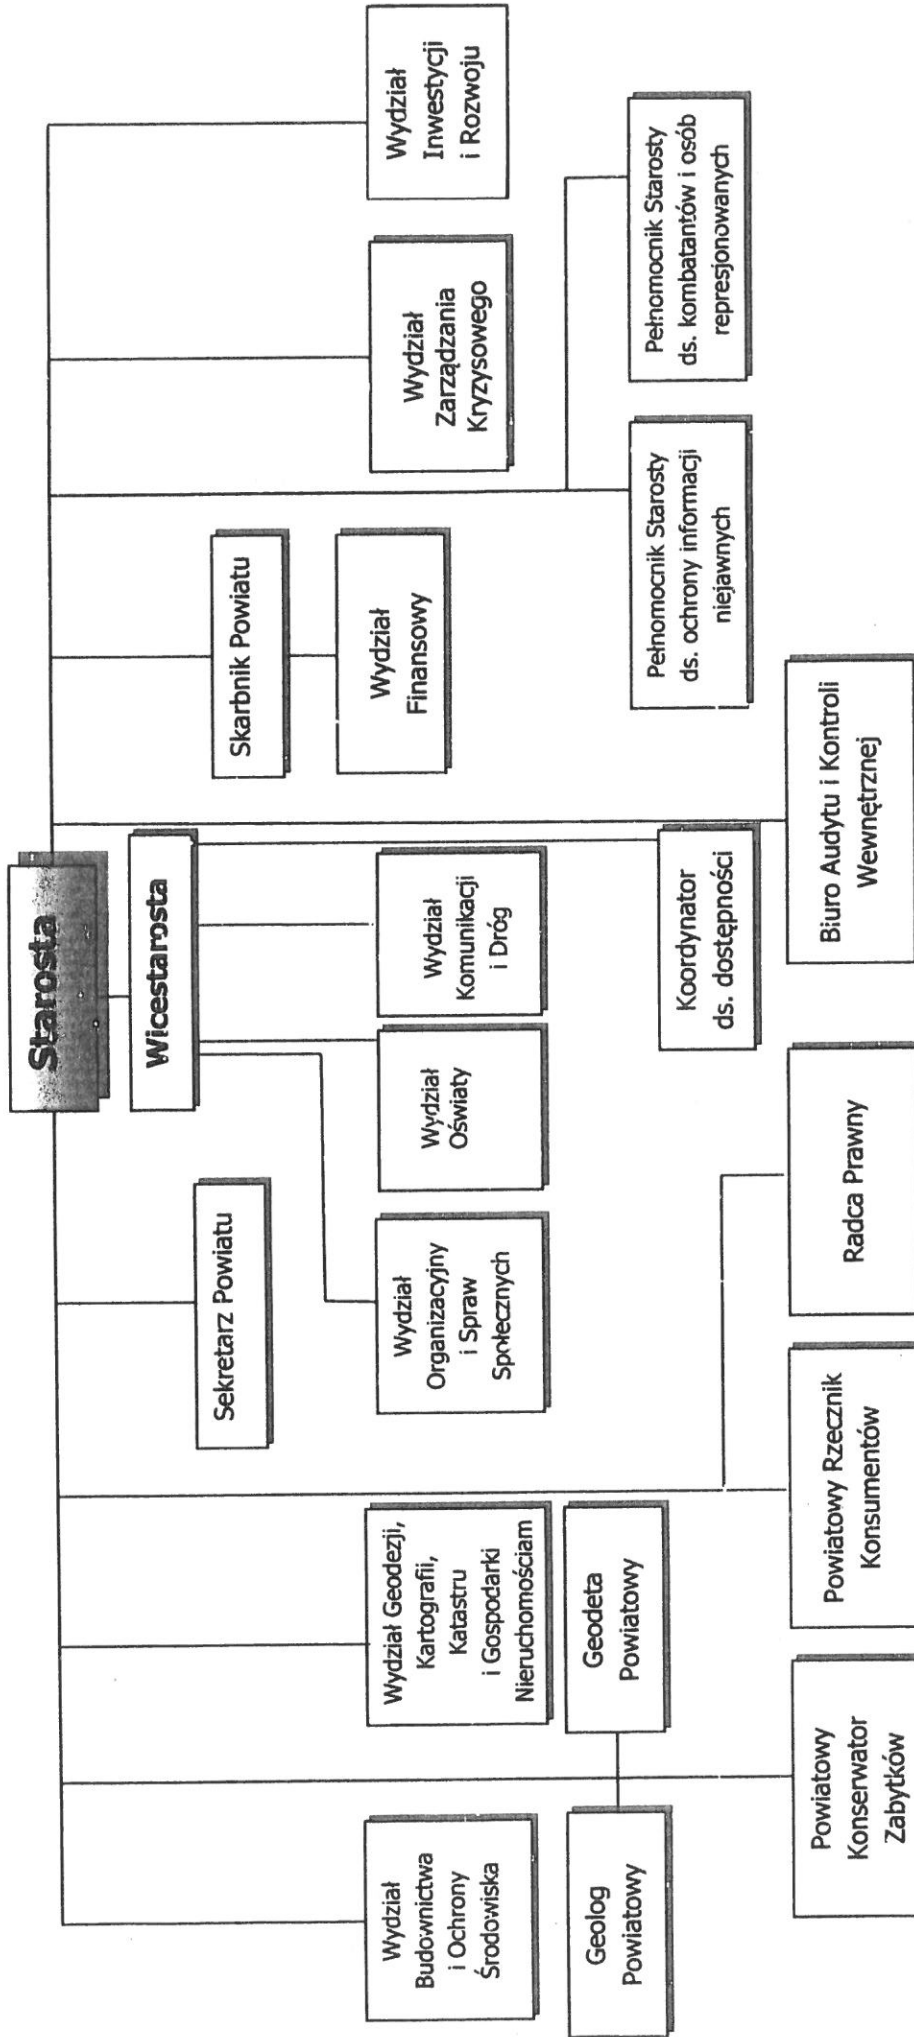 Starosta
Wicestarosta
Sekretarz Powiatu
Skarbnik Powiatu
Wydział
Finansowy
Wydział
Budownictwa
i Ochrony
Środowiska
Wydział Geodezji,
Kartografii,
Katastru
i Gospodarki
Nieruchomościam
Wydział
Organizacyjny
i Spraw
Społecznych
Wydział
Oświaty
Wydział
Komunikacji
i Dróg
Wydział
Zarządzania
Kryzysowego
Wydział
Inwestycji
i Rozwoju
Geolog
Powiatowy
Geodeta
Powiatowy
Koordynator
ds. dostępności
Pełnomocnik Starosty
ds. ochrony informacji
niejawnych
Pełnomocnik Starosty
ds. kombatantów i osób
represjonowanych
Powiatowy
Konserwator
Zabytków
Powiatowy Rzecznik
Konsumentów
Radca Prawny
Biuro Audytu i Kontroli
Wewnętrznej